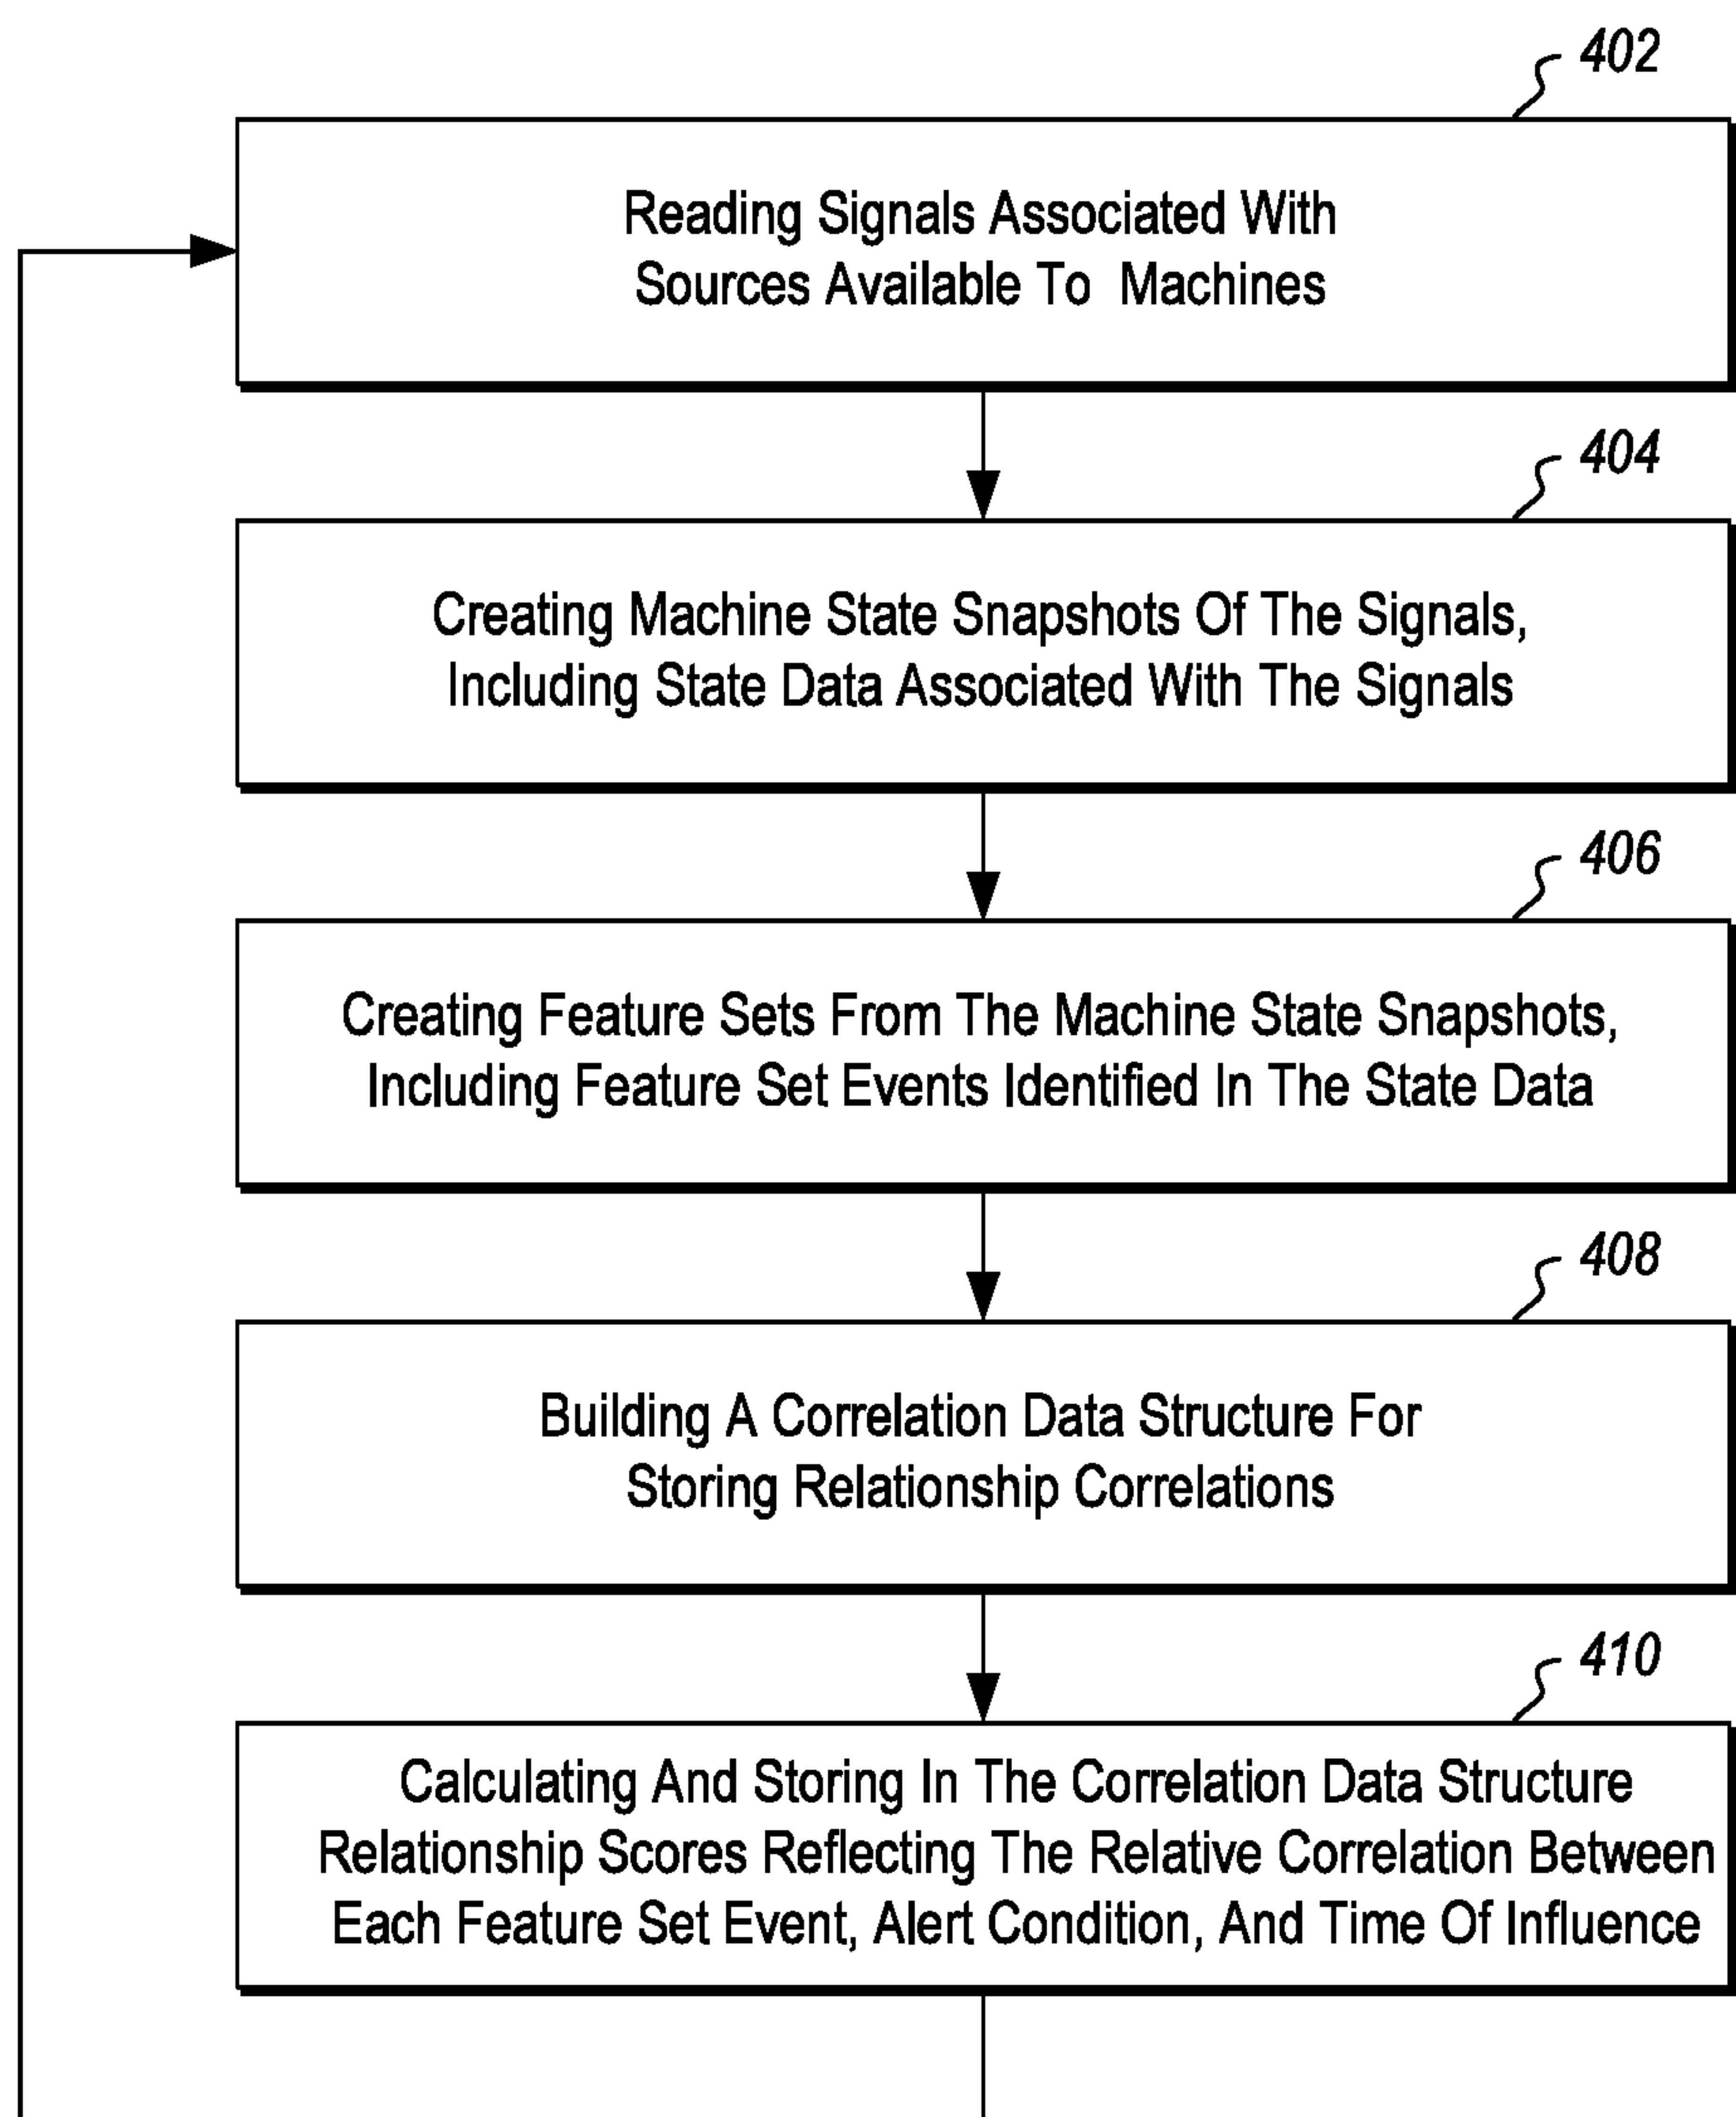 402
Reading Signals Associated With
Sources Available To Machines
404
Creating Machine State Snapshots Of The Signals,
Including State Data Associated With The Signals
406
Creating Feature Sets From The Machine State Snapshots,
Including Feature Set Events Identified In The State Data
408
Building A Correlation Data Structure For
Storing Relationship Correlations
410
Calculating And Storing In The Correlation Data Structure
Relationship Scores Reflecting The Relative Correlation Between
Each Feature Set Event, Alert Condition, And Time Of Influence